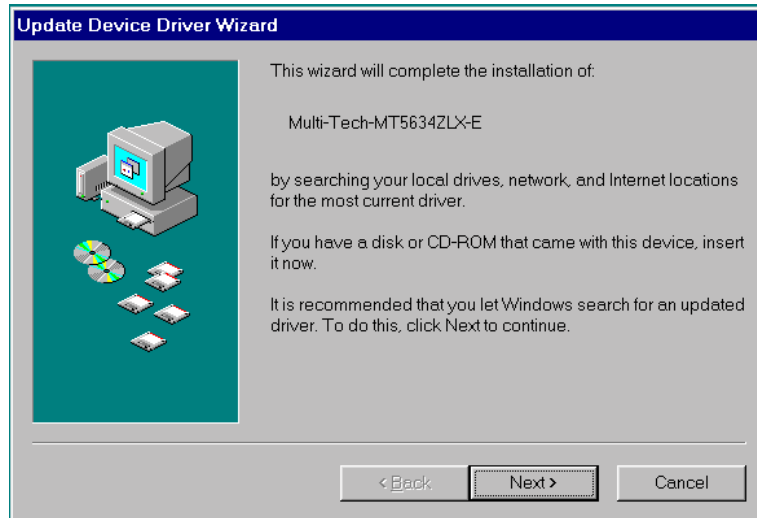 Update Device Driver Wizard
This wizard will complete the installation of:
Multi-Tech-MT5634ZLX-E
by searching your local drives, network, and Internet locations
for the most current driver.
If you have a disk or CD-ROM that came with this device, insert
it now.
It is recommended that you let Windows search for an updated
driver. To do this, click Next to continue.
< Back
Next >
Cancel